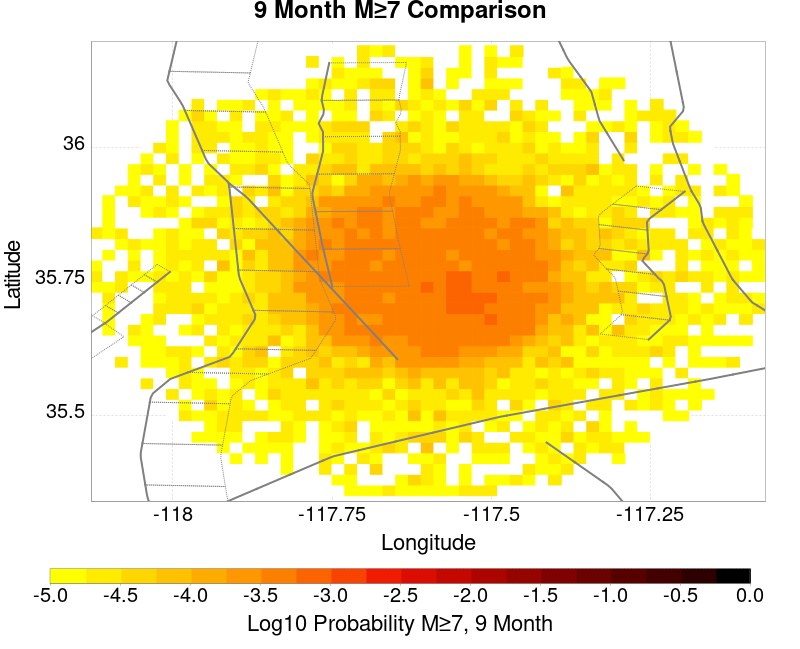 9 Month M≥7 Comparison
36
35.75
35.5
Latitude
-118 -117.75 -117.5 -117.25
Longitude
-5.0 -4.5 -4.0 -3.5 -3.0 -2.5 -2.0 -1.5 -1.0 -0.5 0.0
Log10 Probability M≥7, 9 Month